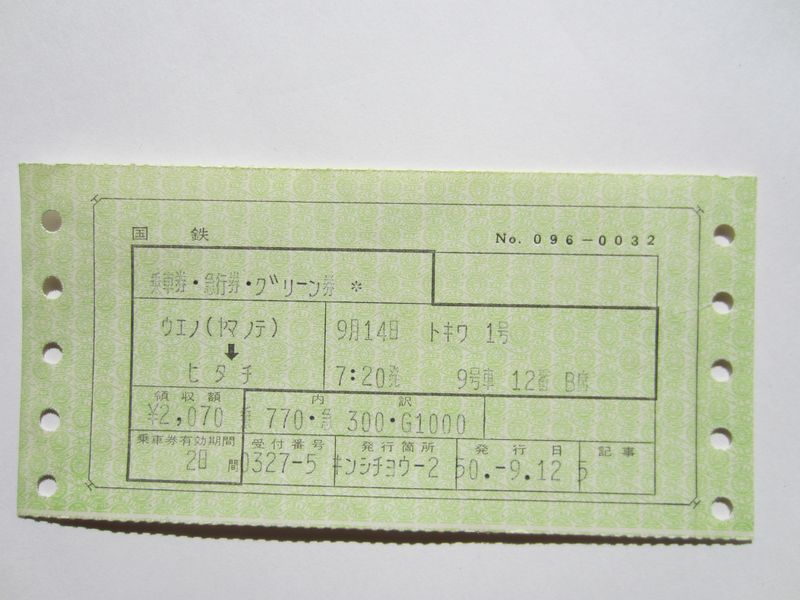 国鉄 No. 096-0032
乗車券・急行券・グリーン券 *
ウエノ(ヤマノテ) 9月14日 トキワ 1号
➡
ヒタチ 7:20発 9号車 12番 B席
領収額 内訳
¥2,070 乗 770・急 300・G1000
乗車券有効期間 受付番号 発行箇所 発行日 記事
2日間 0327-5 キンシチヨウ-2 50.-9.12 5